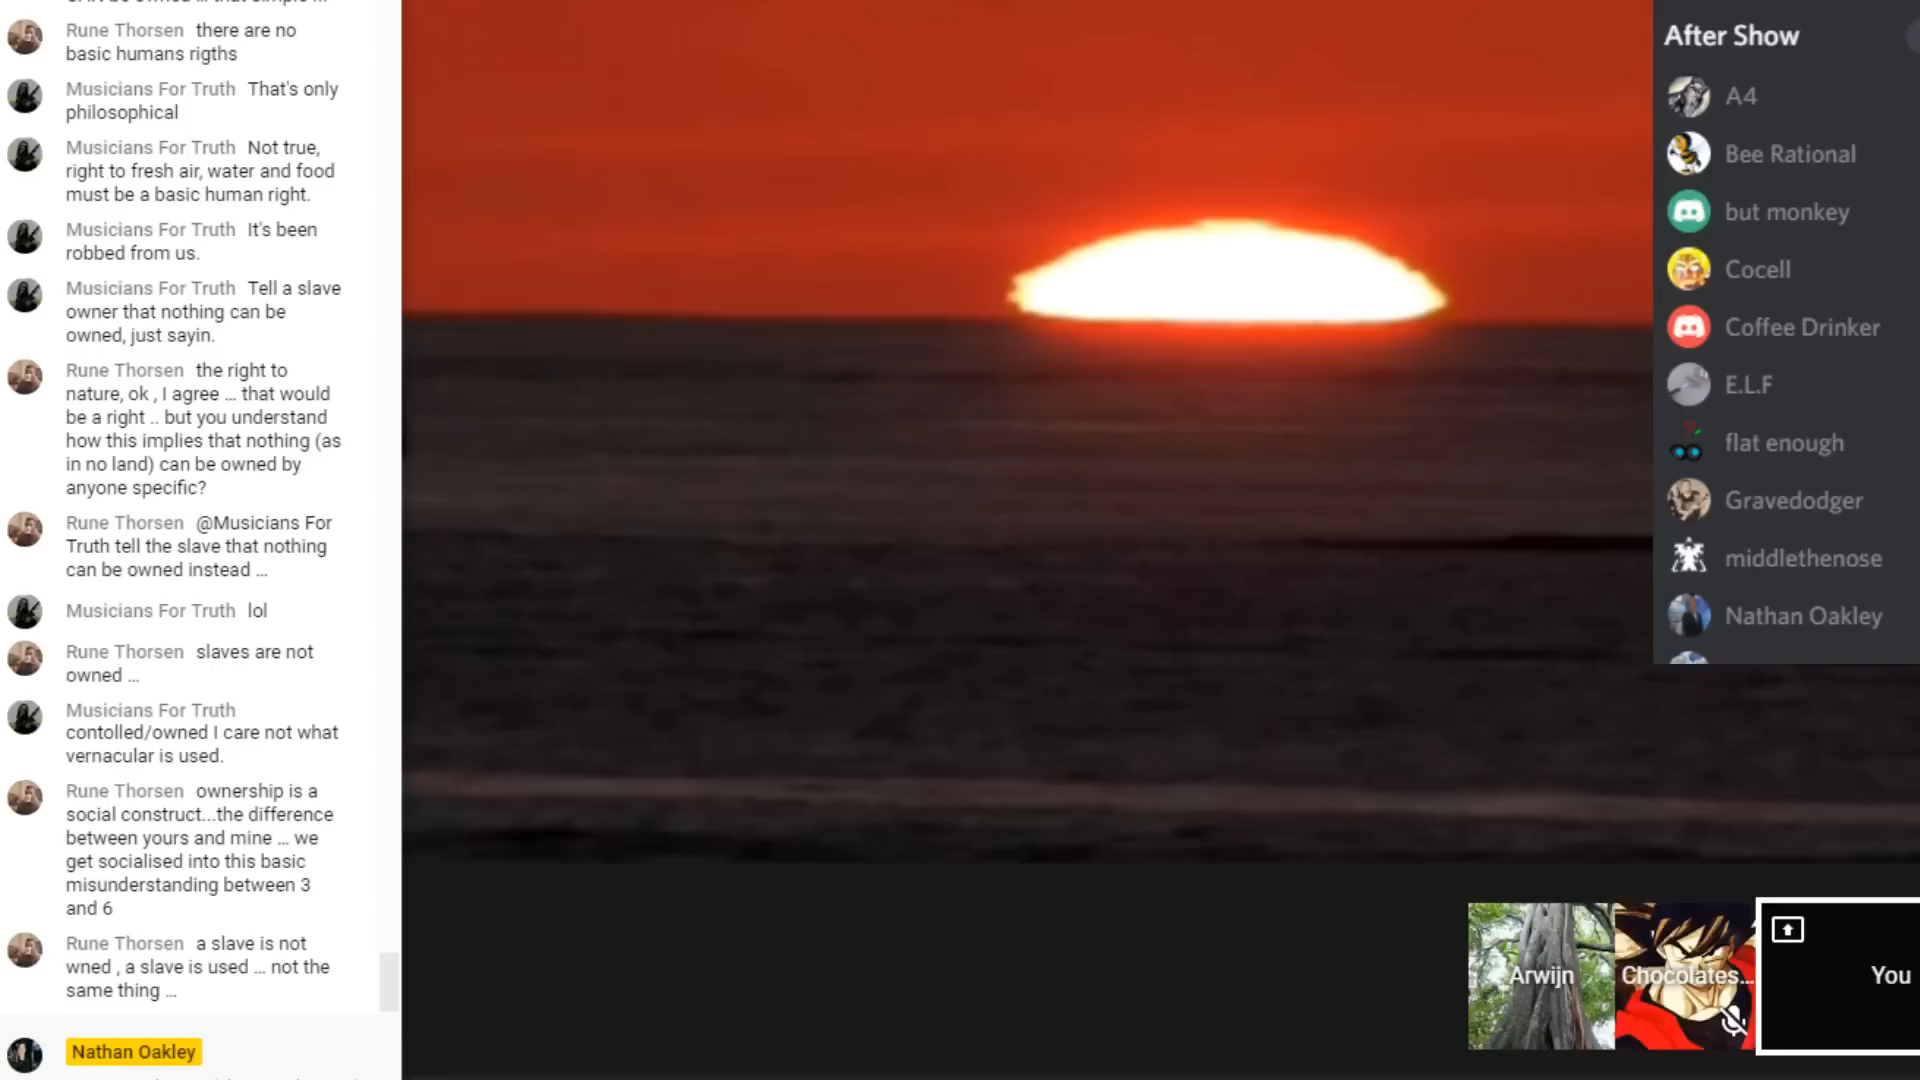 Rune Thorsen there are no
basic humans rigths
Musicians For Truth That's only
philosophical
Musicians For Truth Not true,
right to fresh air, water and food
must be a basic human right.
Musicians For Truth It's been
robbed from us.
Musicians For Truth Tell a slave
owner that nothing can be
owned, just sayin.
Rune Thorsen the right to
nature, ok , I agree ... that would
be a right .. but you understand
how this implies that nothing (as
in no land) can be owned by
anyone specific?
Rune Thorsen @Musicians For
Truth tell the slave that nothing
can be owned instead ...
Musicians For Truth lol
Rune Thorsen slaves are not
owned ...
Musicians For Truth
contolled/owned I care not what
vernacular is used.
Rune Thorsen ownership is a
social construct...the difference
between yours and mine ... we
get socialised into this basic
misunderstanding between 3
and 6
Rune Thorsen a slave is not
wned , a slave is used ... not the
same thing ...
Nathan Oakley
After Show
A4
Bee Rational
but monkey
Cocell
Coffee Drinker
E.L.F
flat enough
Gravedodger
middlethenose
Nathan Oakley
Arwijn
Chocolates...
You